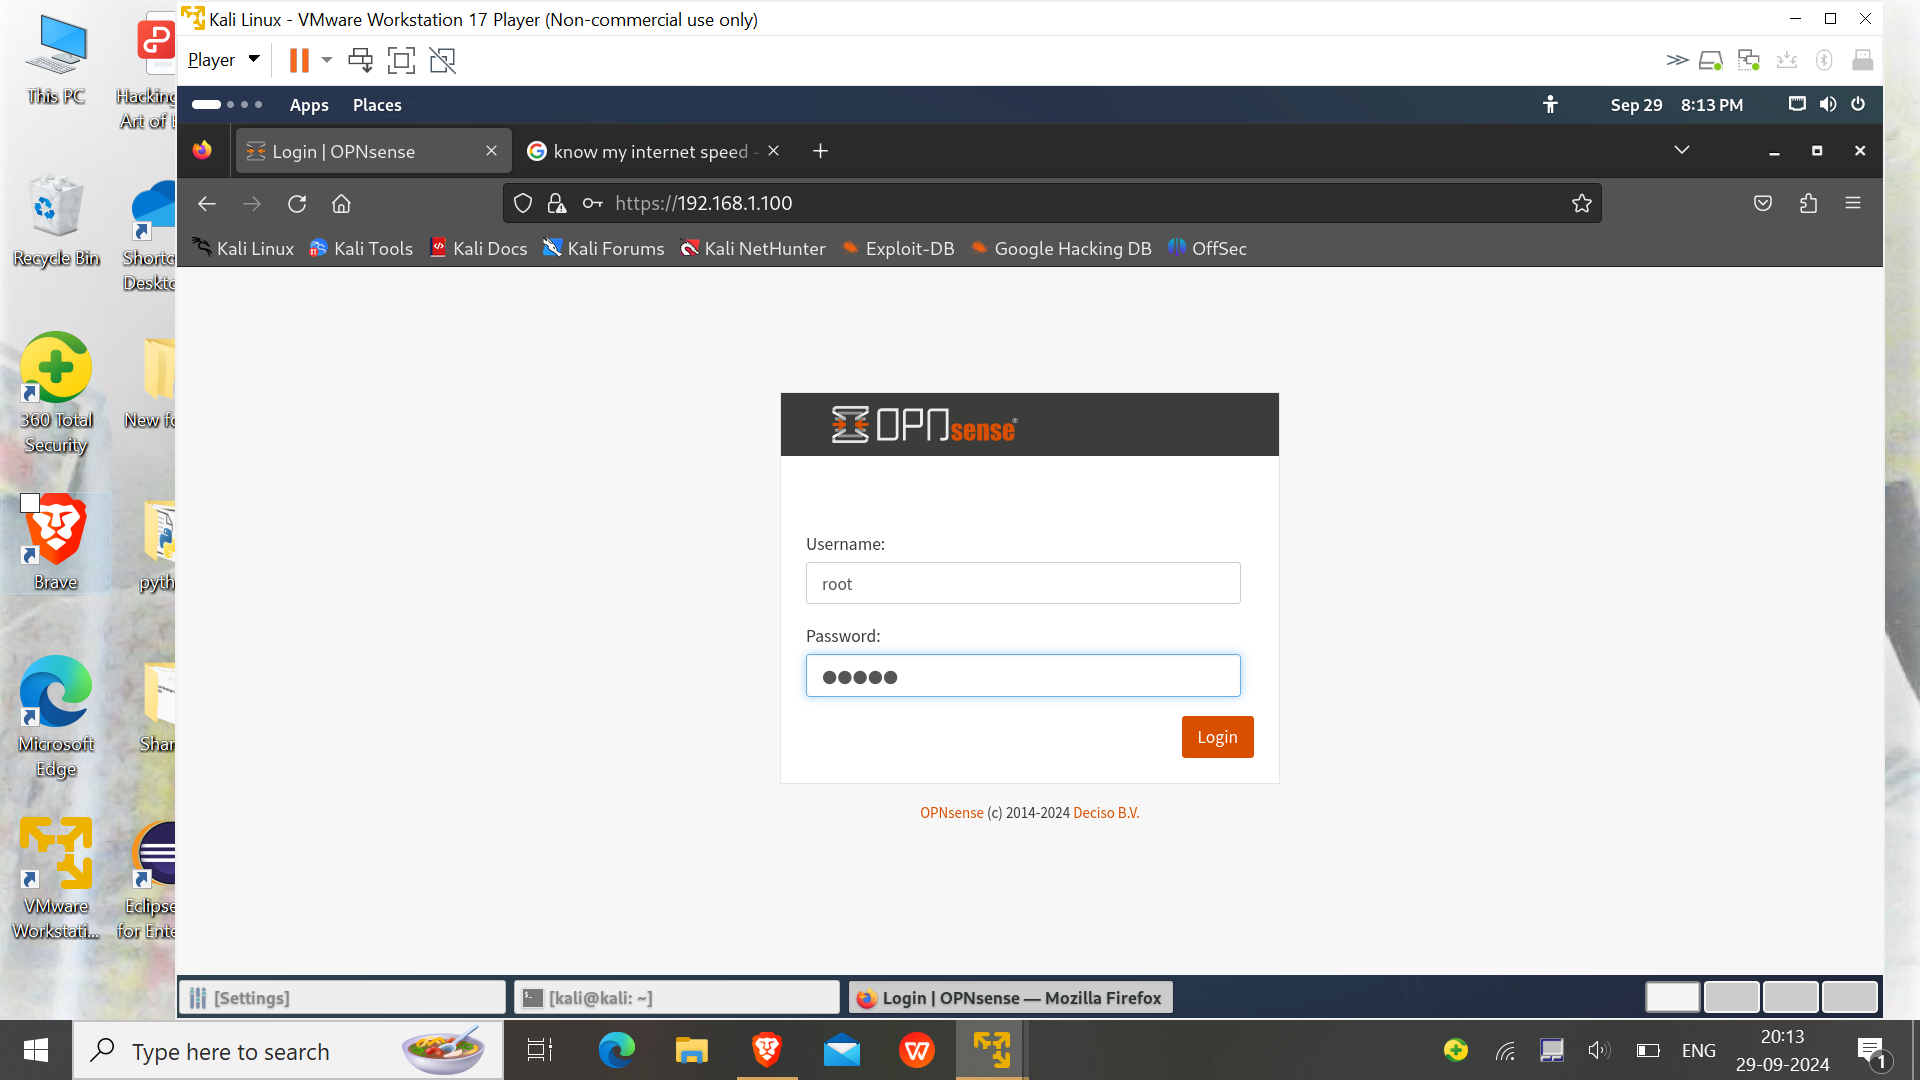 Kali Linux - VMware Workstation 17 Player (Non-commercial use only)
Player
Apps Places
Sep 29 8:13 PM
Login | OPNsense
know my internet speed -
https://192.168.1.100
Kali Linux Kali Tools Kali Docs Kali Forums Kali NetHunter Exploit-DB Google Hacking DB OffSec
This PC
Hacking
Art of
Recycle Bin
Shortc
Deskto
360 Total
Security
New fo
Brave
pyth
Microsoft
Edge
Shar
VMware
Workstati...
Eclipse
for Ente
OPNsense
Username:
root
Password:
Login
OPNsense (c) 2014-2024 Deciso B.V.
[Settings]
[kali@kali: ~]
Login | OPNsense — Mozilla Firefox
Type here to search
ENG
20:13
29-09-2024
1